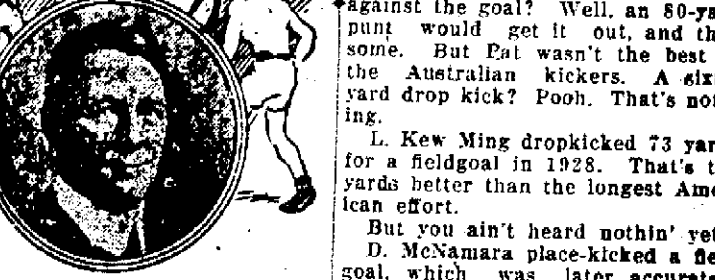 against the goal? Well, an 80-ya
punt would get it out, and th
some. But Pat wasn't the best
the Australian kickers. A six
yard drop kick? Pooh. That's not
ing.
L. Kew Ming dropkicked 73 yar
for a fieldgoal in 1928. That's t
yards better than the longest Ame
ican effort.
But you ain't heard nothin' yet
D. McNamara place-kicked a fie
goal, which was later accurate